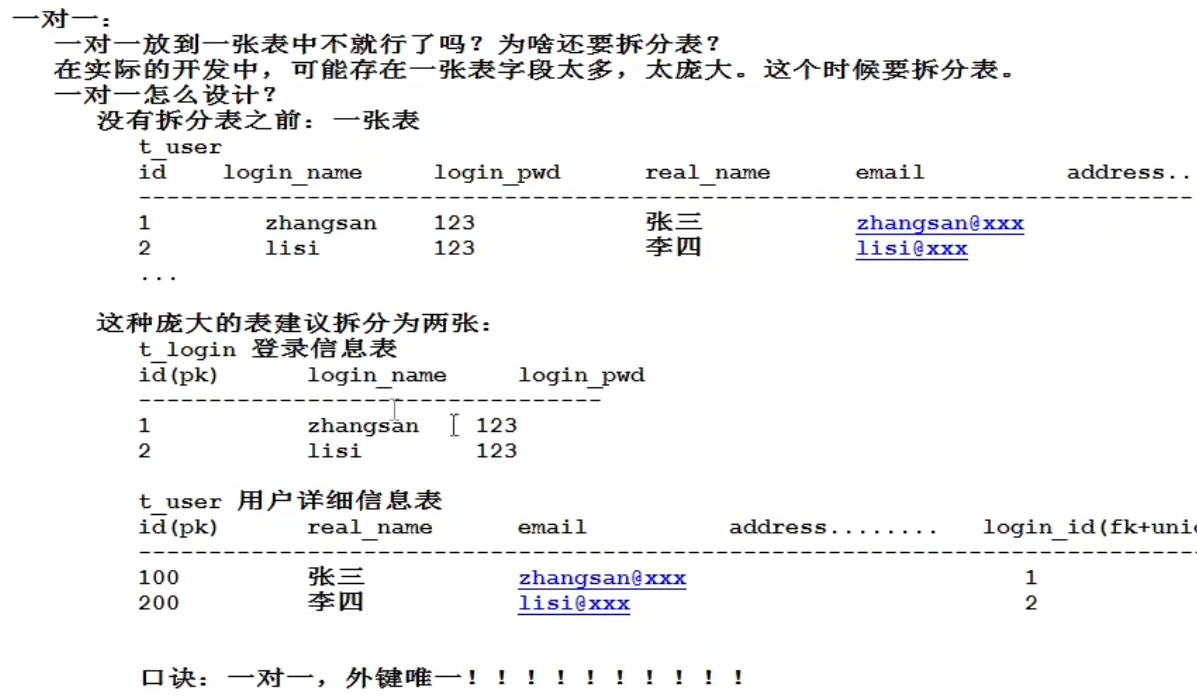 一对一：
一对一放到一张表中不就行了吗？为啥还要拆分表？
在实际的开发中，可能存在一张表字段太多，太庞大。这个时候要拆分表。
一对一怎么设计？
没有拆分表之前：一张表
t_user
id login_name login_pwd real_name email address..
---------------------------------------------------------------------------
1 zhangsan 123 张三 zhangsan@xxx
2 lisi 123 李四 lisi@xxx
...
这种庞大的表建议拆分为两张：
t_login 登录信息表
id(pk) login_name login_pwd
---------------------------------
1 zhangsan 123
2 lisi 123
t_user 用户详细信息表
id(pk) real_name email address........ login_id(fk+uni
---------------------------------------------------------------------------
100 张三 zhangsan@xxx 1
200 李四 lisi@xxx 2
口诀：一对一，外键唯一！！！！！！！！！！